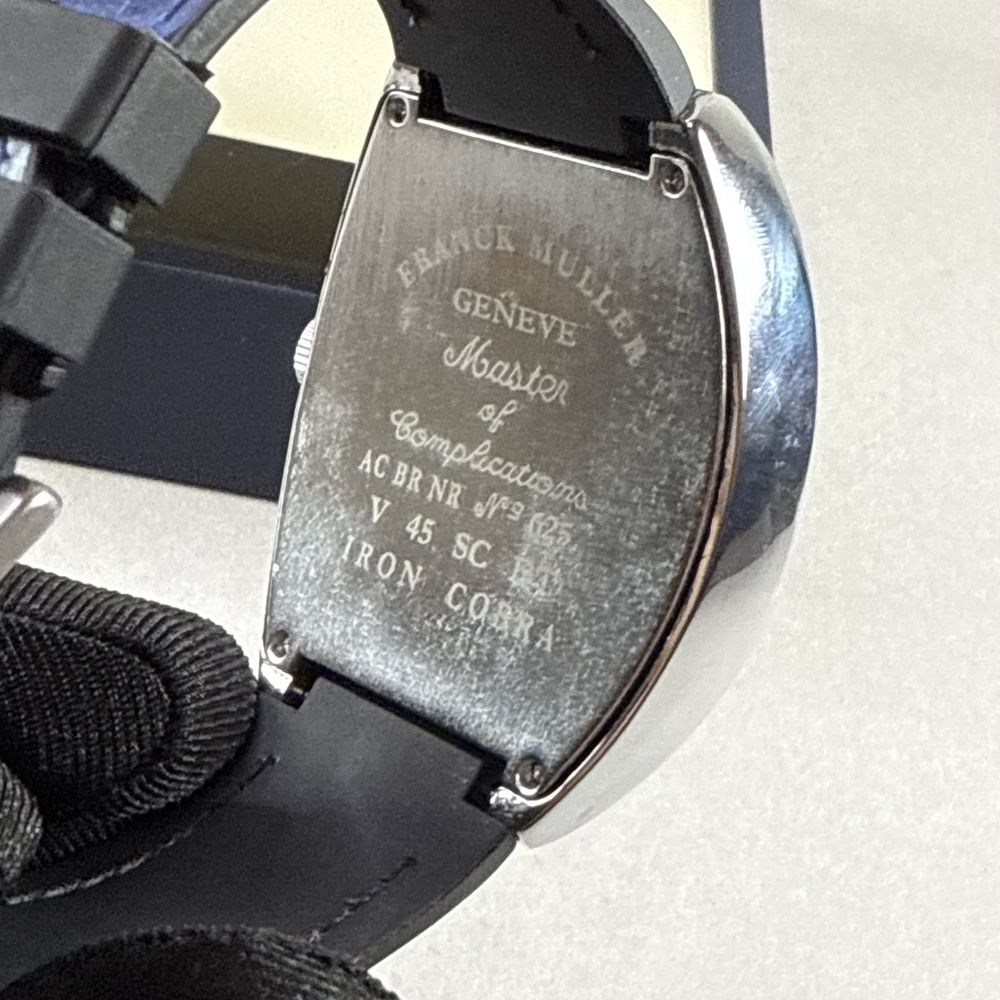 FRANCK MULLER
GENEVE
Master
of
Complications
AC BR NR Nº 625
V 45 SC
IRON COBRA